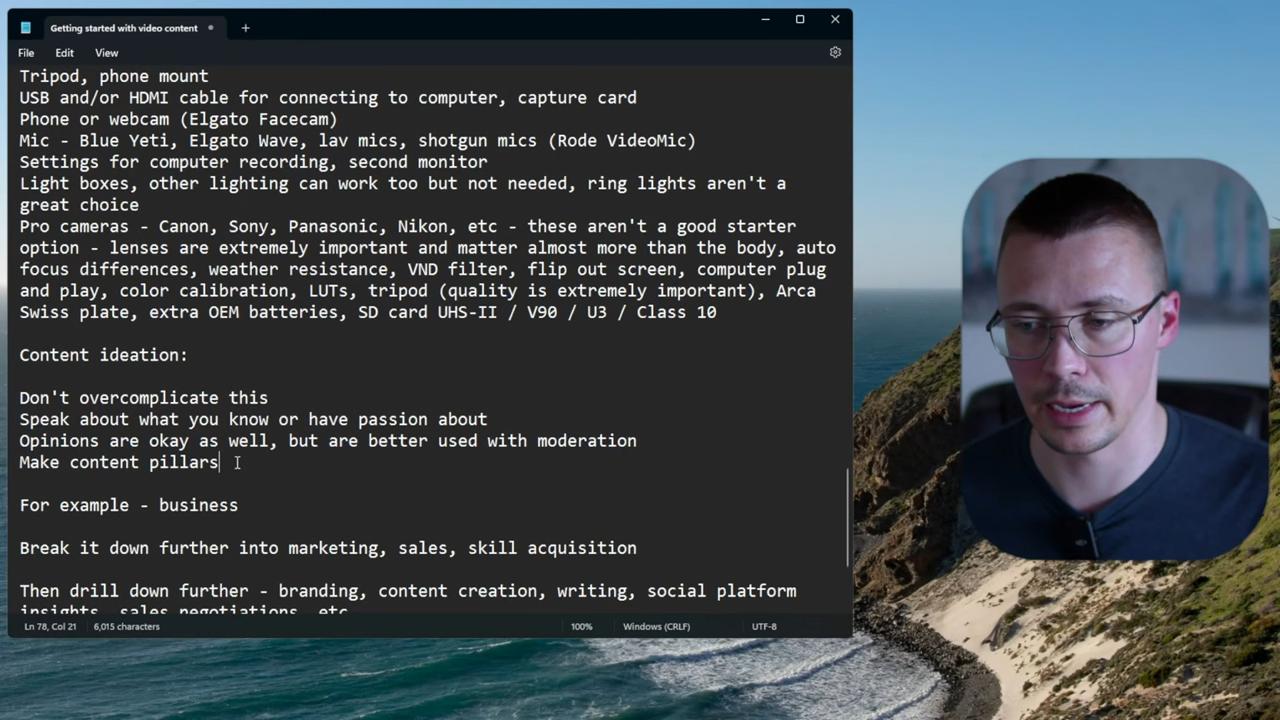 Getting started with video content
File Edit View
Tripod, phone mount
USB and/or HDMI cable for connecting to computer, capture card
Phone or webcam (Elgato Facecam)
Mic - Blue Yeti, Elgato Wave, lav mics, shotgun mics (Rode VideoMic)
Settings for computer recording, second monitor
Light boxes, other lighting can work too but not needed, ring lights aren't a
great choice
Pro cameras - Canon, Sony, Panasonic, Nikon, etc - these aren't a good starter
option - lenses are extremely important and matter almost more than the body, auto
focus differences, weather resistance, VND filter, flip out screen, computer plug
and play, color calibration, LUTs, tripod (quality is extremely important), Arca
Swiss plate, extra OEM batteries, SD card UHS-II / V90 / U3 / Class 10
Content ideation:
Don't overcomplicate this
Speak about what you know or have passion about
Opinions are okay as well, but are better used with moderation
Make content pillars
For example - business
Break it down further into marketing, sales, skill acquisition
Then drill down further - branding, content creation, writing, social platform
insights, sales negotiations, etc
Ln 78, Col 21 6,015 characters 100% Windows (CRLF) UTF-8